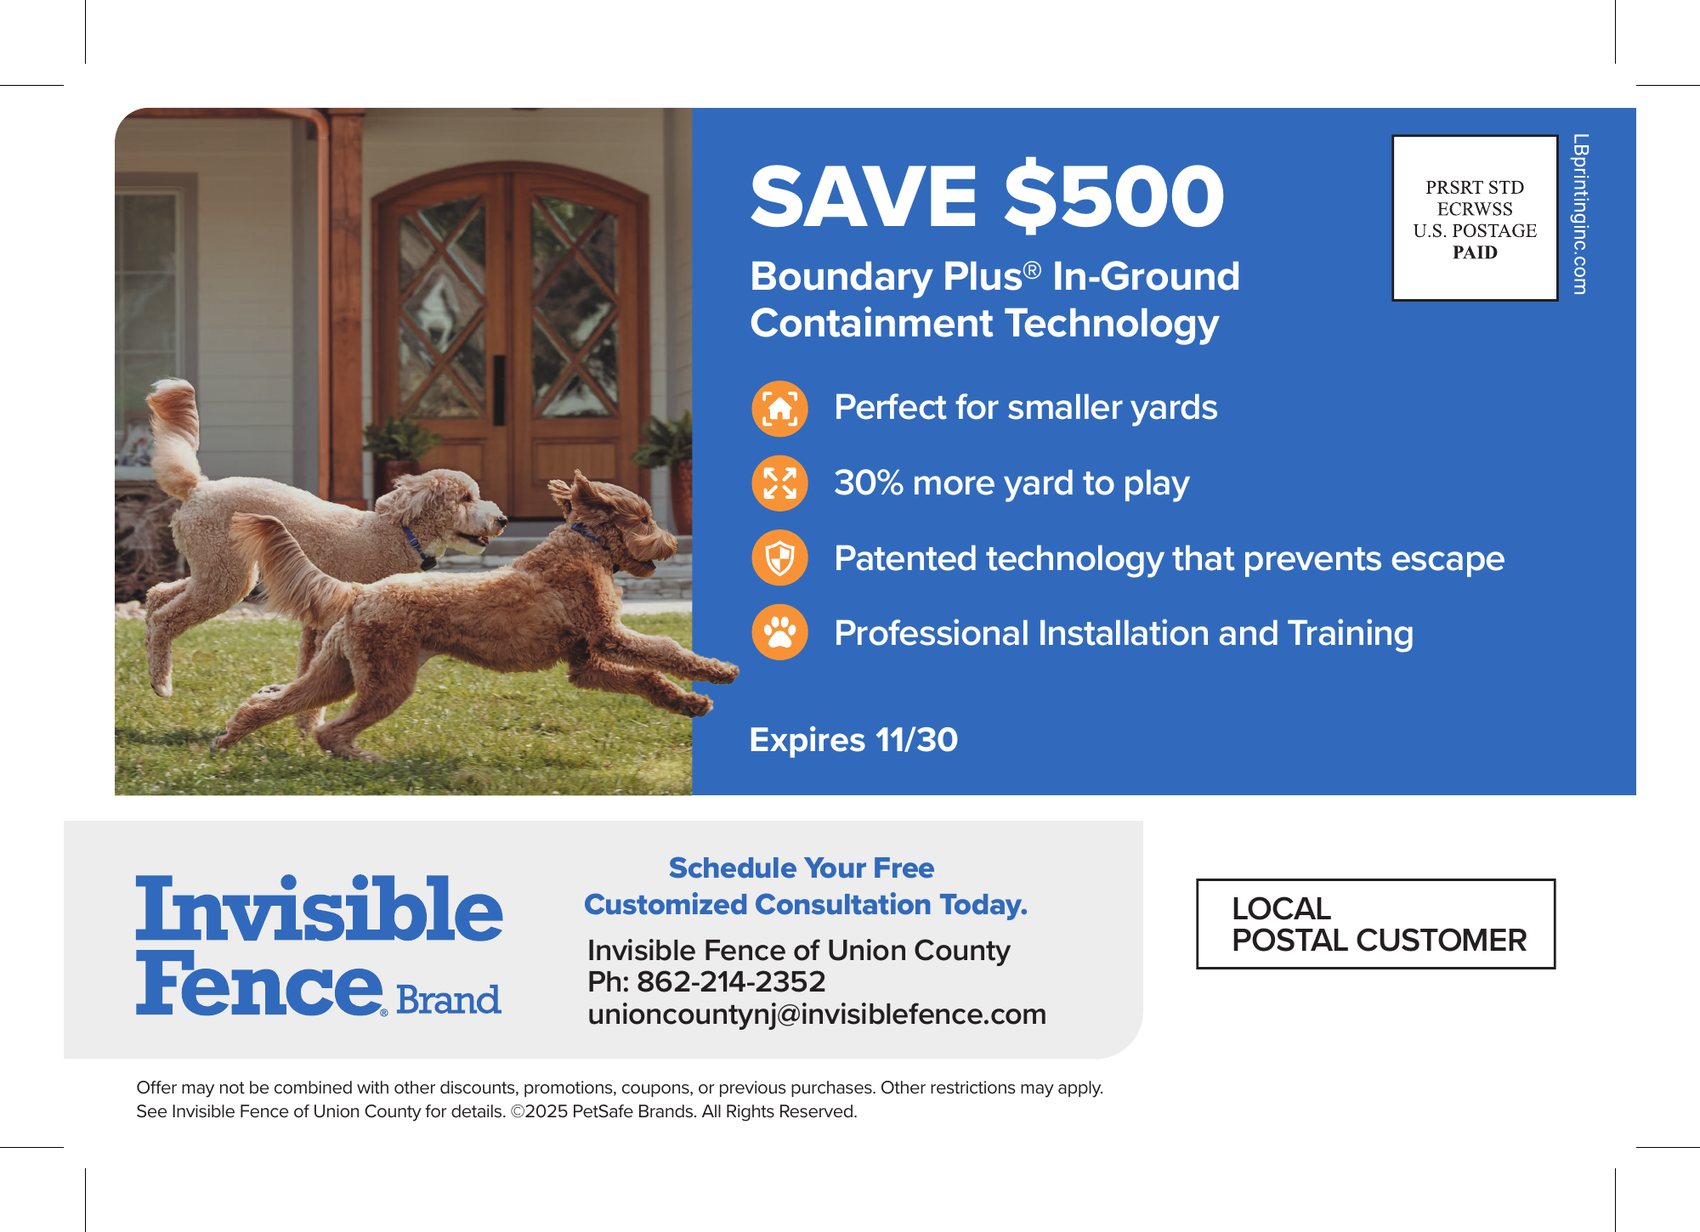 SAVE $500
Boundary Plus® In-Ground
Containment Technology
Perfect for smaller yards
30% more yard to play
Patented technology that prevents escape
Professional Installation and Training
Expires 11/30
PRSRT STD
ECRWSS
U.S. POSTAGE
PAID
LBprintinginc.com
Invisible
Fence® Brand
Schedule Your Free
Customized Consultation Today.
Invisible Fence of Union County
Ph: 862-214-2352
unioncountynj@invisiblefence.com
LOCAL
POSTAL CUSTOMER
Offer may not be combined with other discounts, promotions, coupons, or previous purchases. Other restrictions may apply.
See Invisible Fence of Union County for details. ©2025 PetSafe Brands. All Rights Reserved.